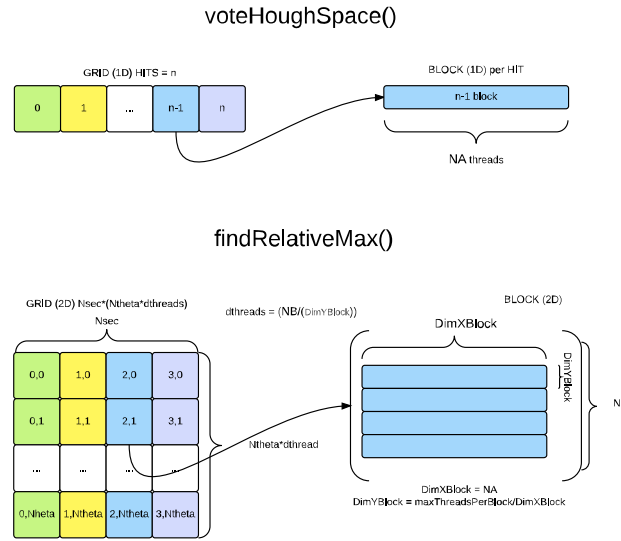 voteHoughSpace()
GRID (1D) HITS = n
0 1 ... n-1 n
BLOCK (1D) per HIT
n-1 block
NA threads
findRelativeMax()
GRID (2D) Nsec*(Ntheta*dthreads)
Nsec
0,0 1,0 2,0 3,0
0,1 1,1 2,1 3,1
... ... ... ...
0,Nheta 1,Ntheta 2,Ntheta 3,Ntheta
Ntheta*dthread
dthreads = (NB/(DimYBlock))
BLOCK (2D)
DimXBlock
DimYBlock
N
DimXBlock = NA
DimYBlock = maxThreadsPerBlock/DimXBlock